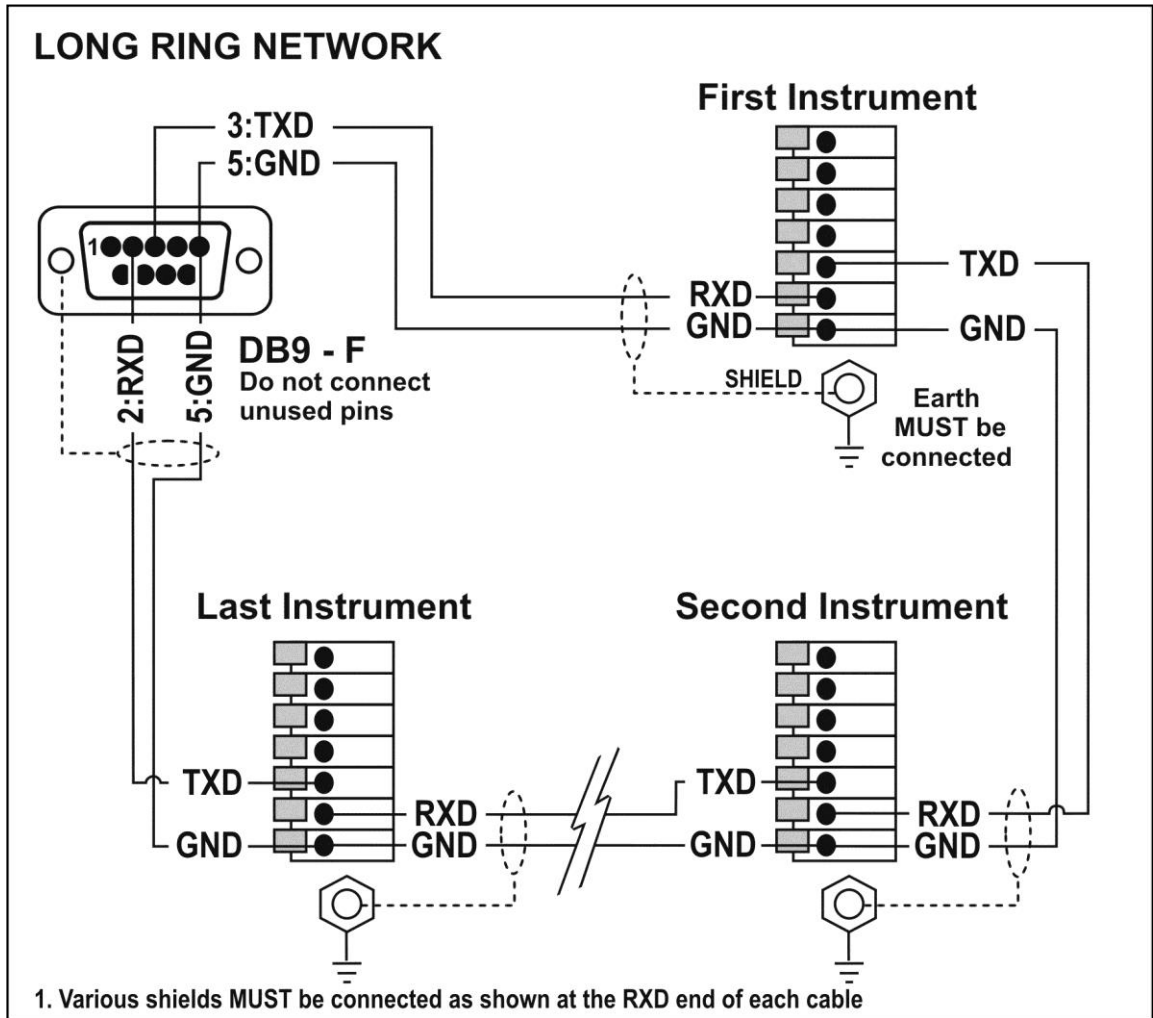 LONG RING NETWORK
First Instrument
3:TXD
5:GND
1
TXD
RXD
GND
GND
2:RXD
5:GND
DB9 - F
Do not connect
unused pins
SHIELD
Earth
MUST be
connected
Last Instrument
Second Instrument
TXD
TXD
RXD
RXD
GND
GND
GND
GND
1. Various shields MUST be connected as shown at the RXD end of each cable